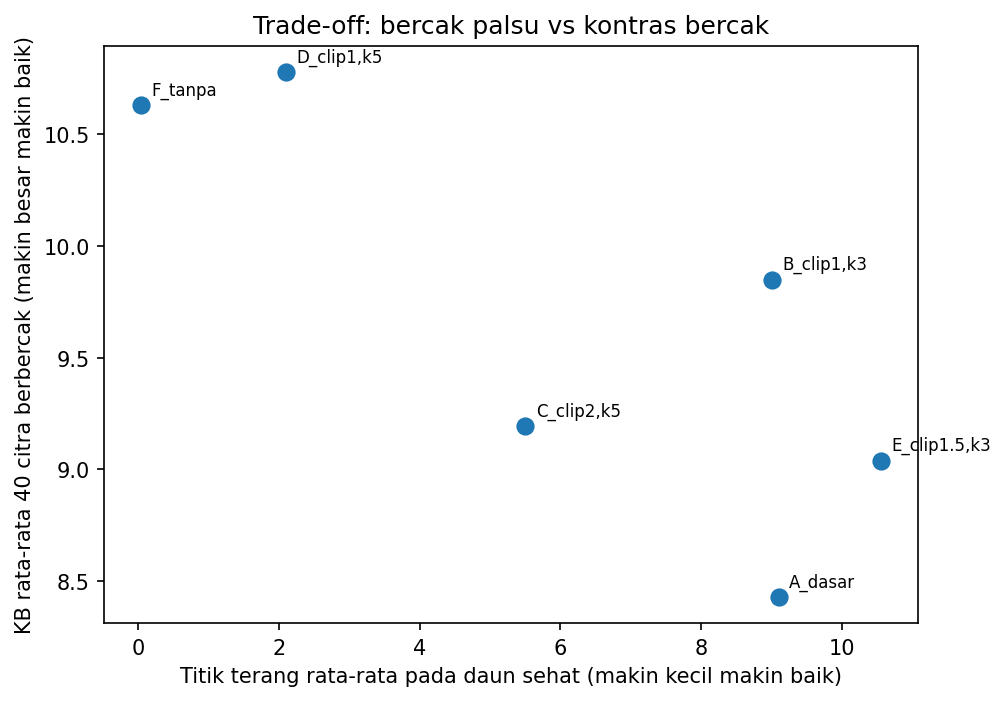 Trade-off: bercak palsu vs kontras bercak
D_clip1,k5
F_tanpa
B_clip1,k3
C_clip2,k5
E_clip1.5,k3
A_dasar
KB rata-rata 40 citra berbercak (makin besar makin baik)
10.5
10.0
9.5
9.0
8.5
0 2 4 6 8 10
Titik terang rata-rata pada daun sehat (makin kecil makin baik)